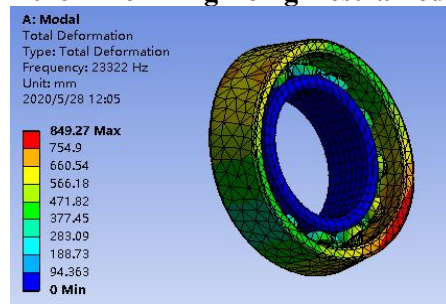 A: Modal
Total Deformation
Type: Total Deformation
Frequency: 23322 Hz
Unit: mm
2020/5/28 12:05
849.27 Max
754.9
660.54
566.18
471.82
377.45
283.09
188.73
94.363
0 Min